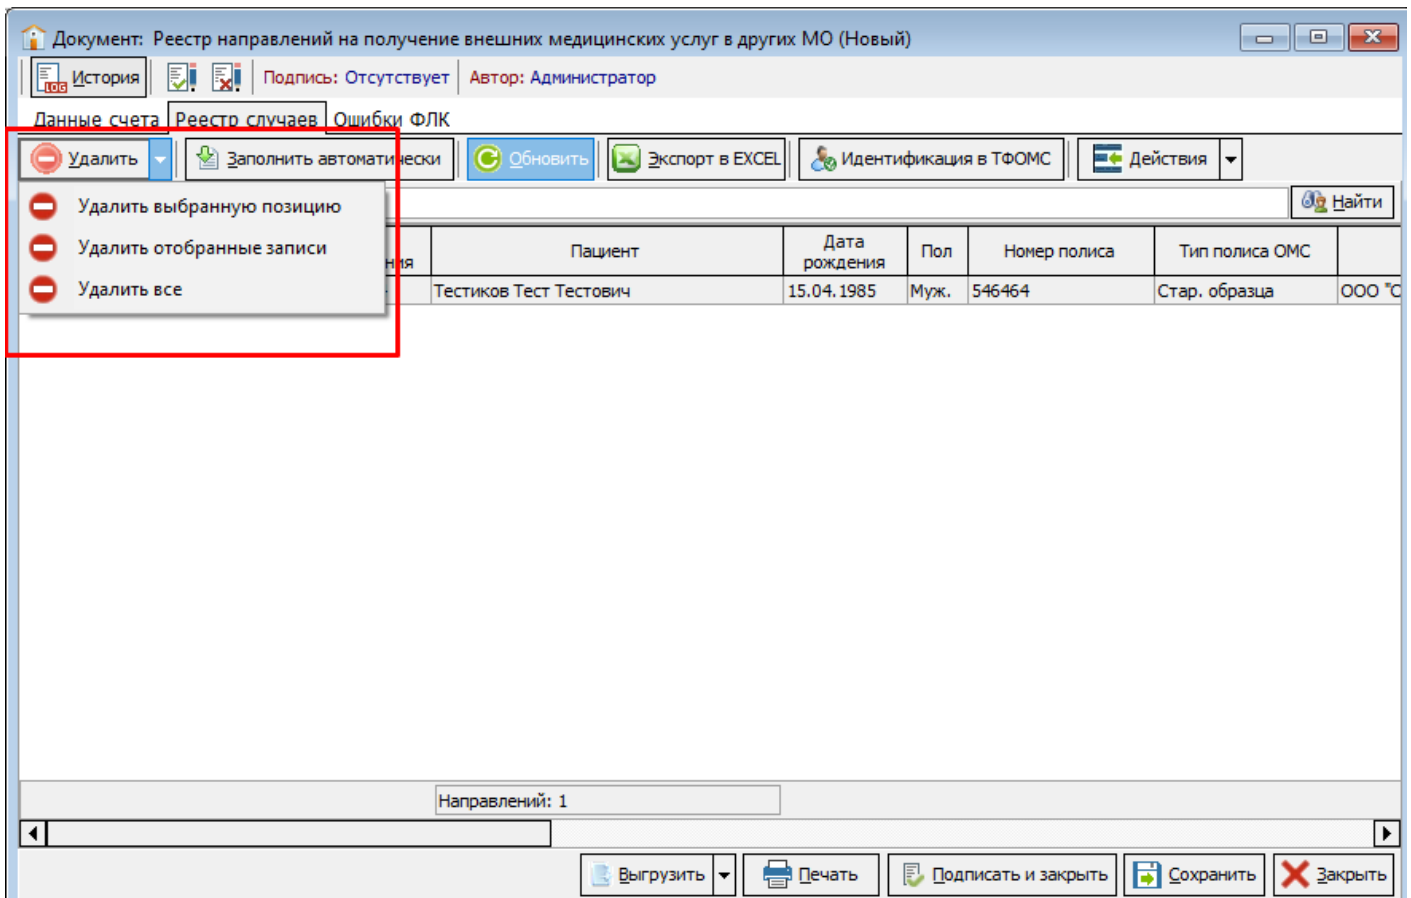 Документ: Реестр направлений на получение внешних медицинских услуг в других МО (Новый)
LOG История Подпись: Отсутствует Автор: Администратор
Данные счета Реестр случаев Ошибки ФЛК
Удалить Заполнить автоматически Обновить Экспорт в EXCEL Идентификация в ТФОМС Действия
Найти
Удалить выбранную позицию
Удалить отобранные записи
Удалить все
ния Пациент Дата рождения Пол Номер полиса Тип полиса ОМС
Тестиков Тест Тестович 15.04.1985 Муж. 546464 Стар. образца ООО "С
Направлений: 1
Выгрузить Печать Подписать и закрыть Сохранить Закрыть